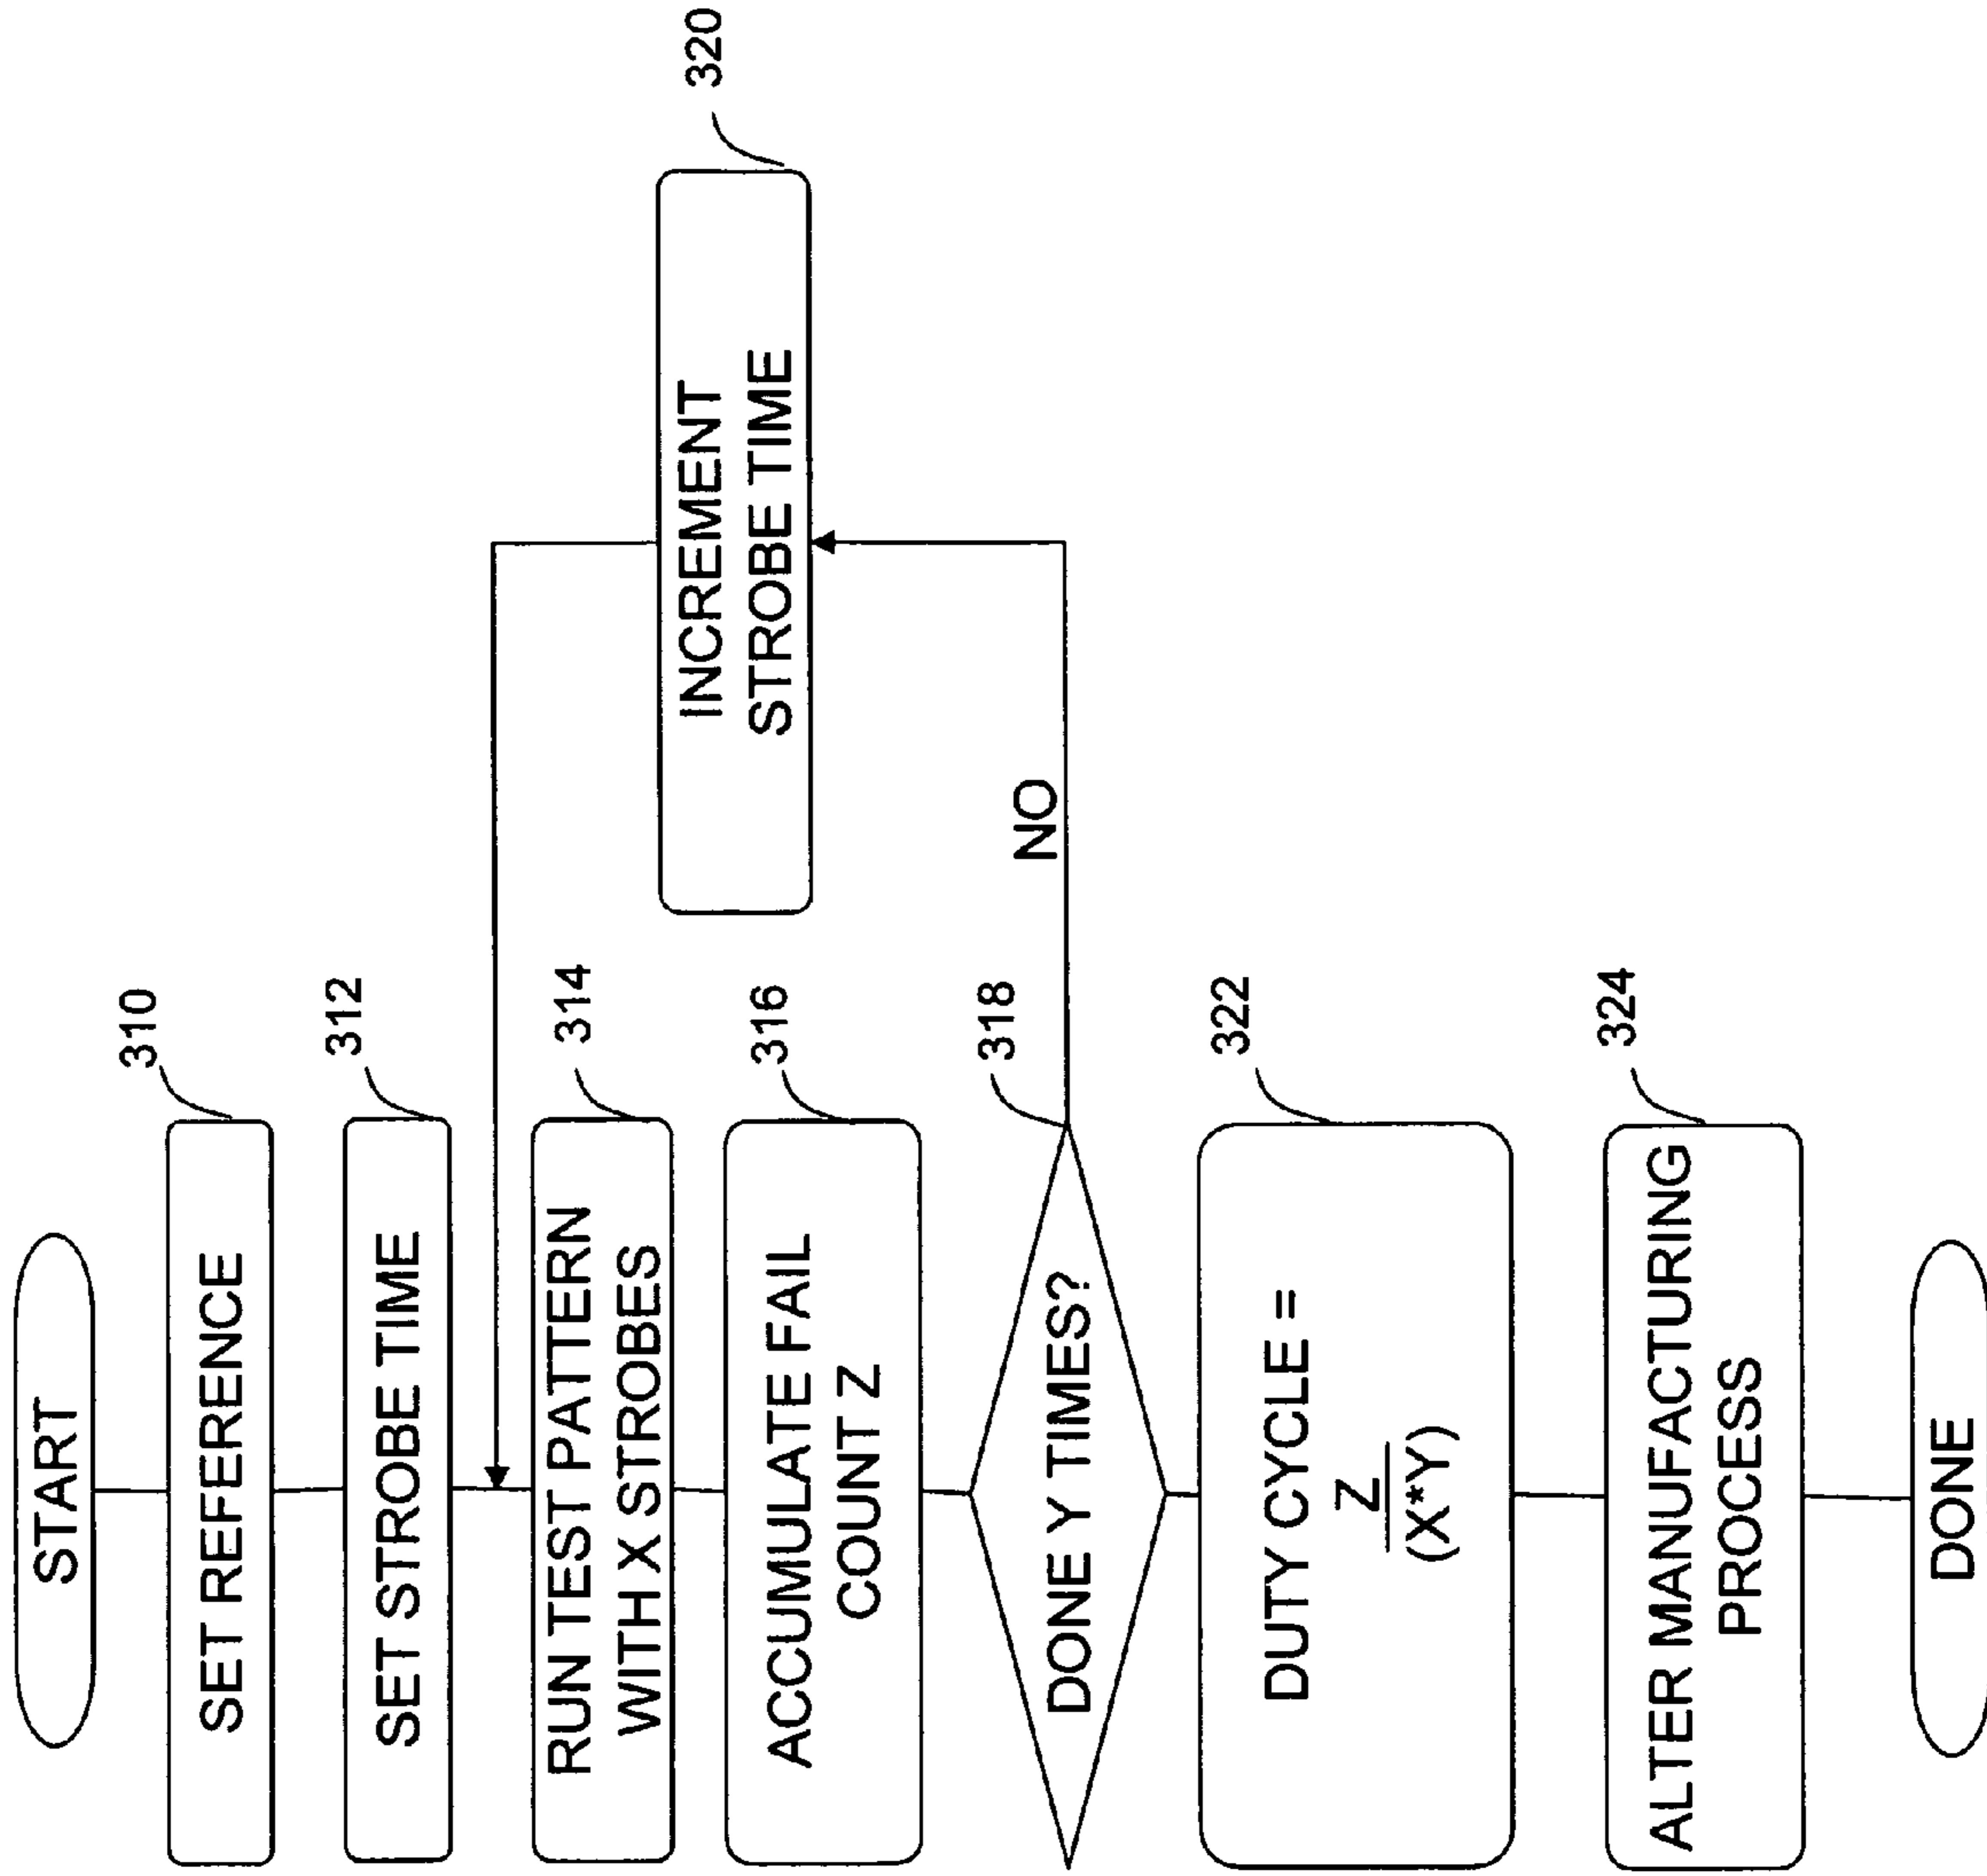 START
310
SET REFERENCE
312
SET STROBE TIME
314
RUN TEST PATTERN
WITH X STROBES
316
ACCUMULATE FAIL
COUNT Z
318
DONE Y TIMES?
NO
320
INCREMENT
STROBE TIME
322
DUTY CYCLE =
Z
(X*Y)
324
ALTER MANUFACTURING
PROCESS
DONE